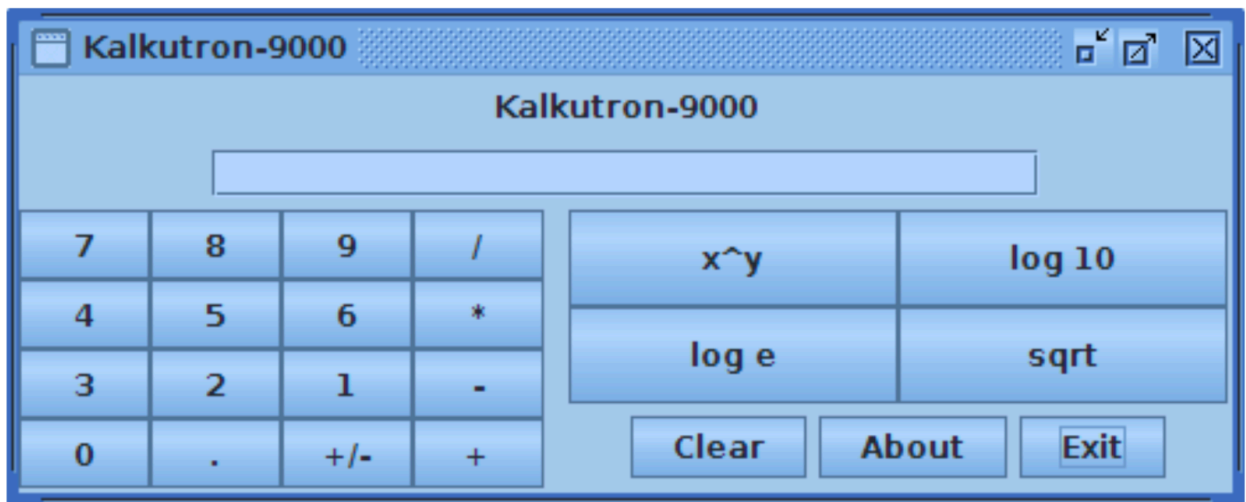 Kalkutron-9000
Kalkutron-9000
7 8 9 / x^y log 10
4 5 6 * log e sqrt
3 2 1 -
0 . +/- + Clear About Exit